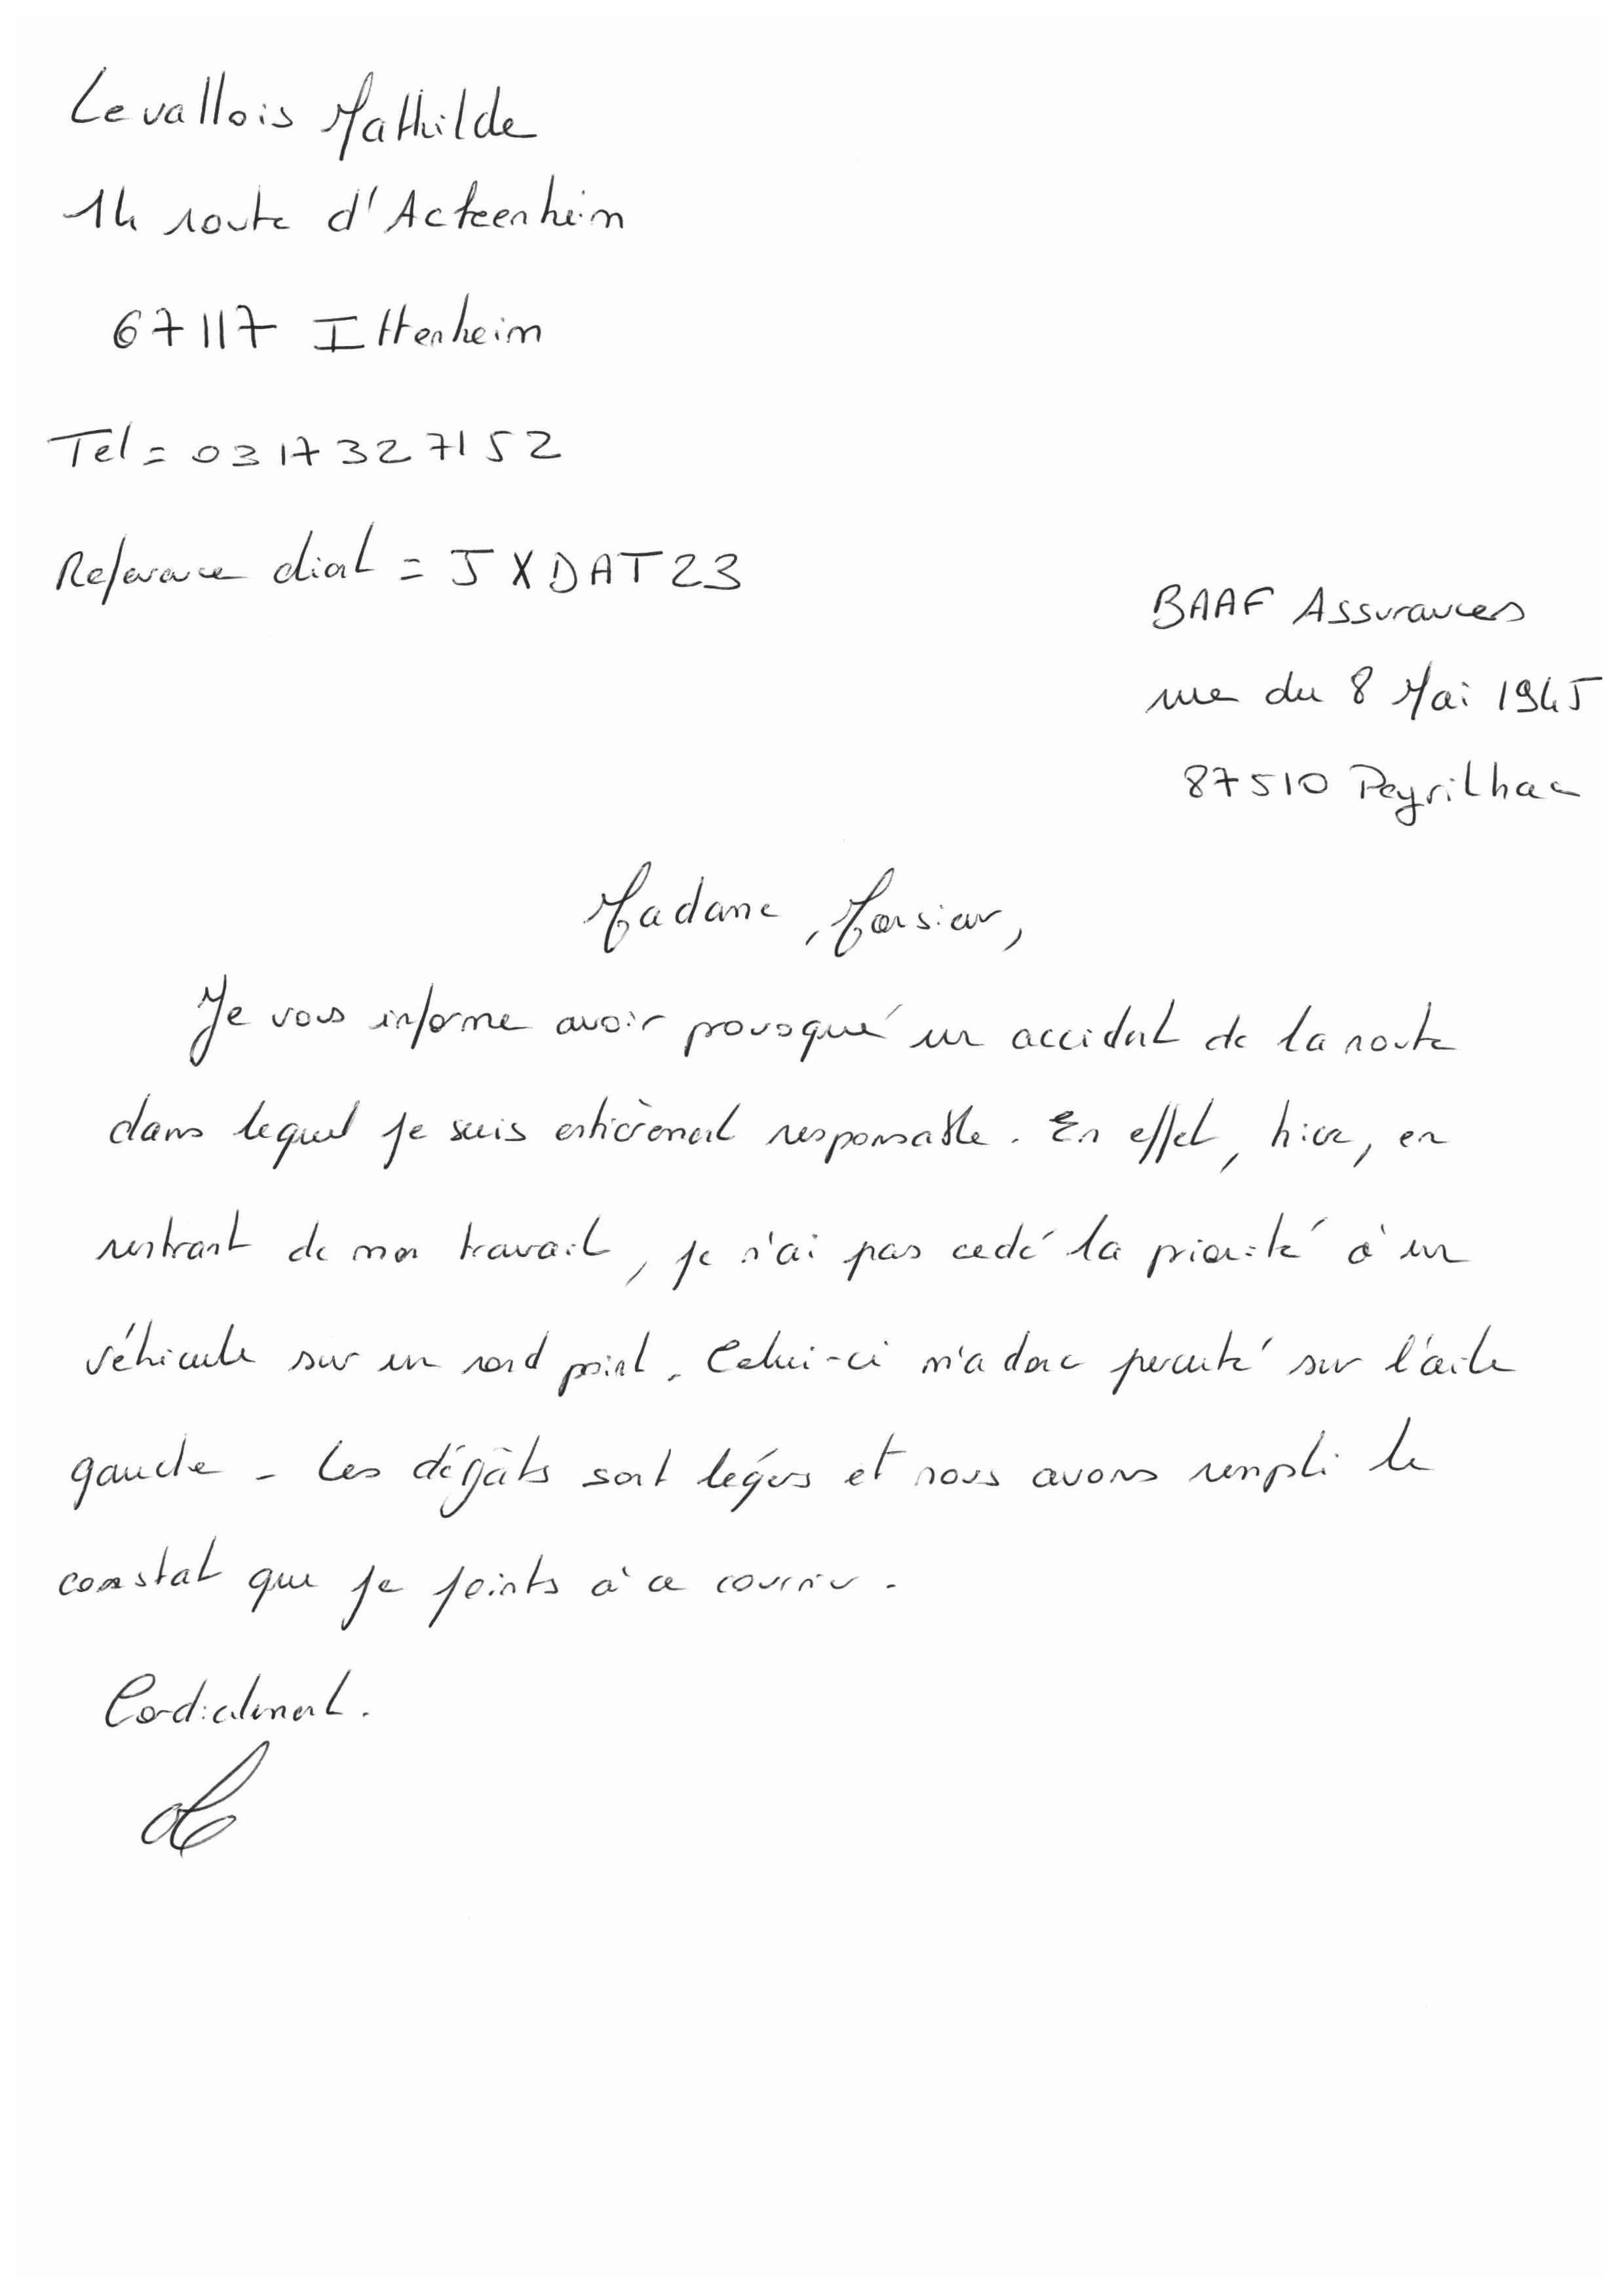 Levallois Mathilde
14 route d'Ackenheim
67117 Ittenheim
Tel = 0317327152
Reference client = JXDAT23
BAAF Assurances
rue du 8 Mai 1945
87510 Peyrilhac
Madame, Monsieur,
Je vous informe avoir provoqué un accident de la route
dans lequel je suis entièrement responsable. En effet, hier, en
rentrant de mon travail, je n'ai pas cedé la priorité à un
véhicule sur un rond point. Celui-ci m'a donc percuté sur l'aile
gauche. Les dégâts sont légers et nous avons rempli le
constat que je joints à ce courrier.
Cordialement.